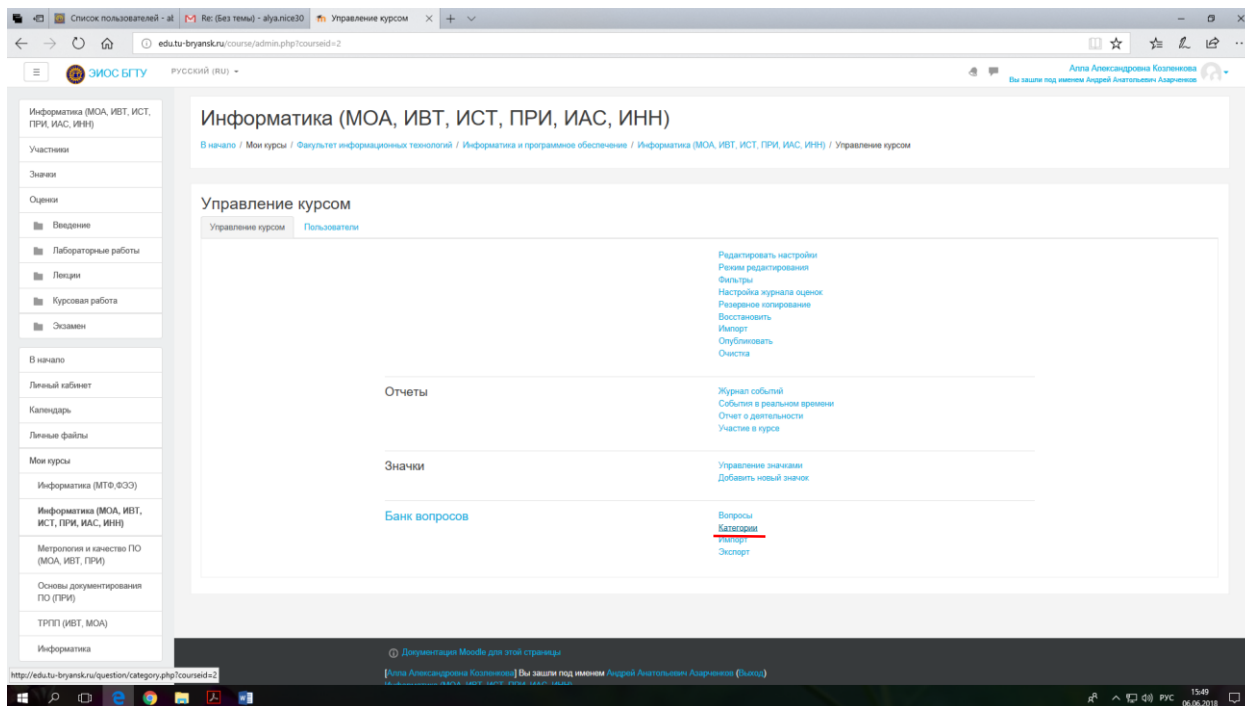 Список пользователей - аt
Re: (Без темы) - alya.nice30
Управление курсом
edu.tu-bryansk.ru/course/admin.php?courseid=2
ЭИОС БГТУ
РУССКИЙ (RU)
Алла Александровна Козленкова
Вы зашли под именем Андрей Анатольевич Азарченков
Информатика (МОА, ИВТ, ИСТ,
ПРИ, ИАС, ИНН)
Участники
Значки
Оценки
Введение
Лабораторные работы
Лекции
Курсовая работа
Экзамен
В начало
Личный кабинет
Календарь
Личные файлы
Мои курсы
Информатика (МТФ,ФЭЭ)
Информатика (МОА, ИВТ,
ИСТ, ПРИ, ИАС, ИНН)
Метрология и качество ПО
(МОА, ИВТ, ПРИ)
Основы документирования
ПО (ПРИ)
ТРПП (ИВТ, МОА)
Информатика
Информатика (МОА, ИВТ, ИСТ, ПРИ, ИАС, ИНН)
В начало / Мои курсы / Факультет информационных технологий / Информатика и программное обеспечение / Информатика (МОА, ИВТ, ИСТ, ПРИ, ИАС, ИНН) / Управление курсом
Управление курсом
Управление курсом
Пользователи
Редактировать настройки
Режим редактирования
Фильтры
Настройка журнала оценок
Резервное копирование
Восстановить
Импорт
Опубликовать
Очистка
Отчеты
Журнал событий
События в реальном времени
Отчет о деятельности
Участие в курсе
Значки
Управление значками
Добавить новый значок
Банк вопросов
Вопросы
Категории
Импорт
Экспорт
Документация Moodle для этой страницы
[Алла Александровна Козленкова] Вы зашли под именем Андрей Анатольевич Азарченков (Выход)
Информатика (МОА, ИВТ, ИСТ, ПРИ, ИАС, ИНН)
http://edu.tu-bryansk.ru/question/category.php?courseid=2
РУС
15:49
06.06.2018